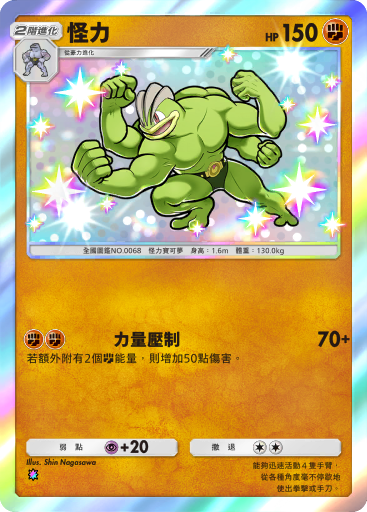 2階進化
怪力
HP 150
從豪力進化
全國圖鑑NO.0068 怪力寶可夢 身高：1.6m 體重：130.0kg
力量壓制 70+
若額外附有2個能量，則增加50點傷害。
弱點 +20 撤退
Illus. Shin Nagasawa
能夠迅速活動４隻手臂，
從各種角度毫不停歇地
使出拳擊或手刀。